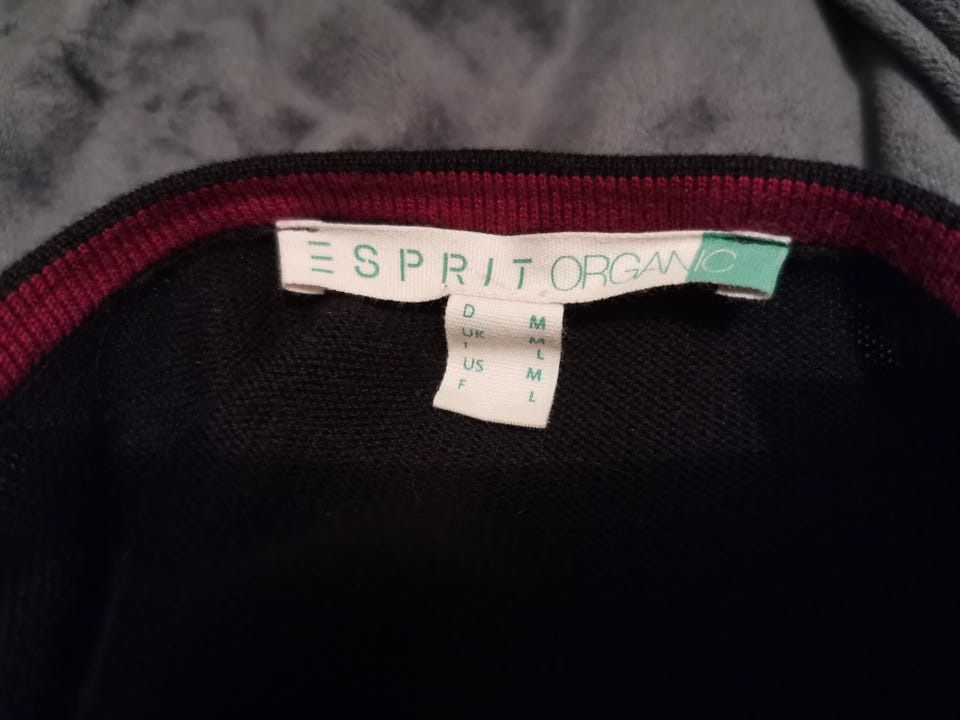 ESPRIT ORGANIC
D M
UK M
I L
US M
F L